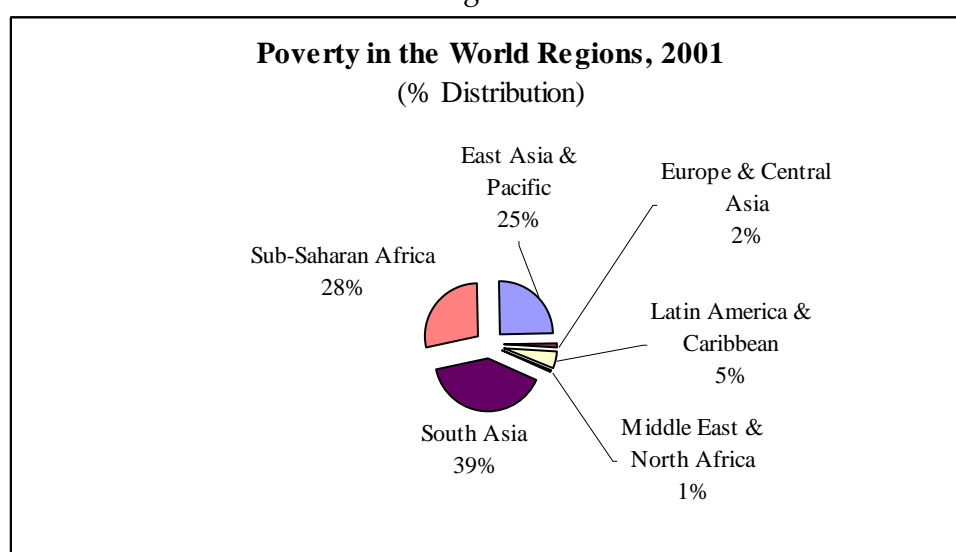 Poverty in the World Regions, 2001
(% Distribution)
East Asia &
Pacific
25%
Europe & Central
Asia
2%
Sub-Saharan Africa
28%
Latin America &
Caribbean
5%
South Asia
39%
Middle East &
North Africa
1%